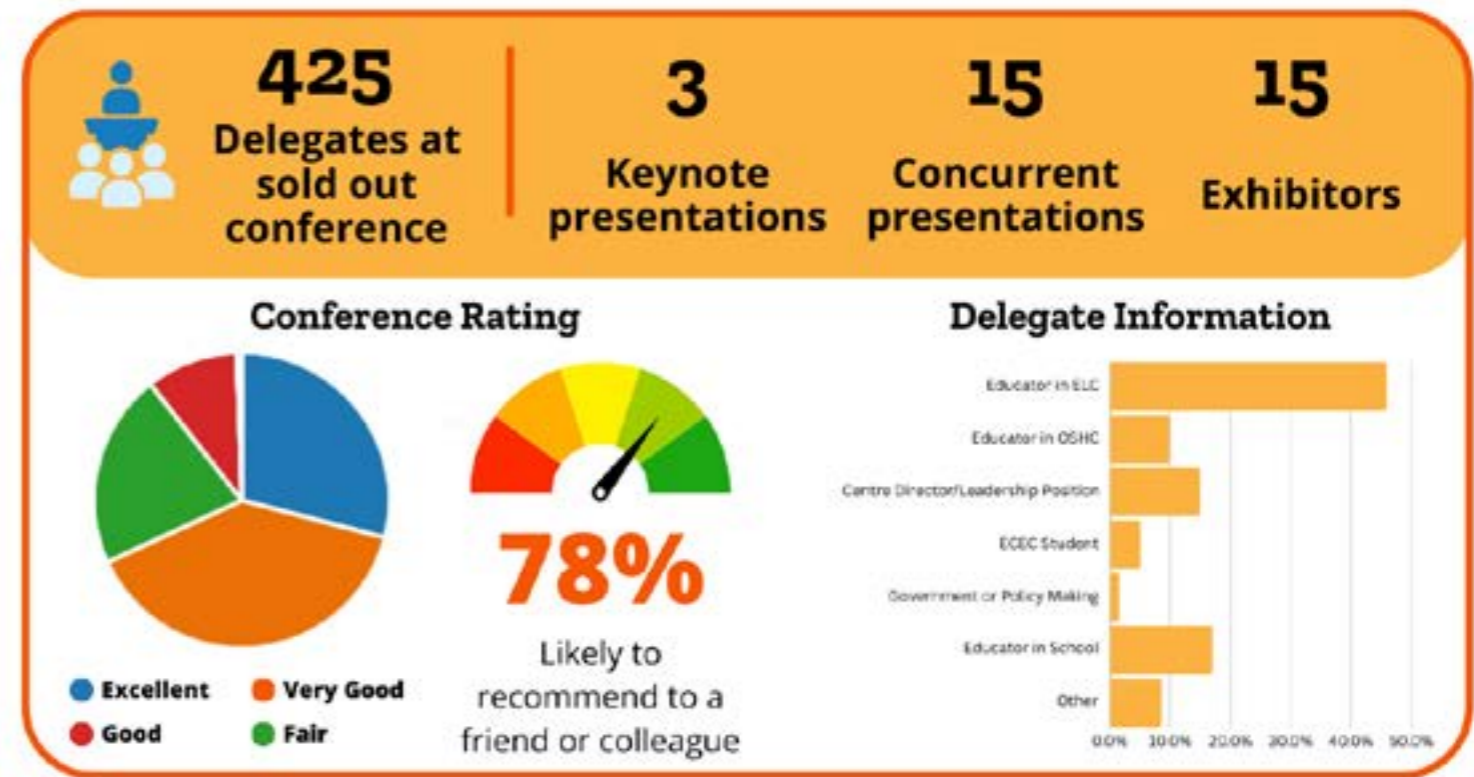 425
Delegates at
sold out
conference
3
Keynote
presentations
15
Concurrent
presentations
15
Exhibitors
Conference Rating
Excellent
Very Good
Good
Fair
78%
Likely to
recommend to a
friend or colleague
Delegate Information
Educator in ELC
Educator in OSHC
Centre Director/Leadership Position
ECEC Student
Government or Policy Making
Educator in School
Other
0.0% 10.0% 20.0% 30.0% 40.0% 50.0%